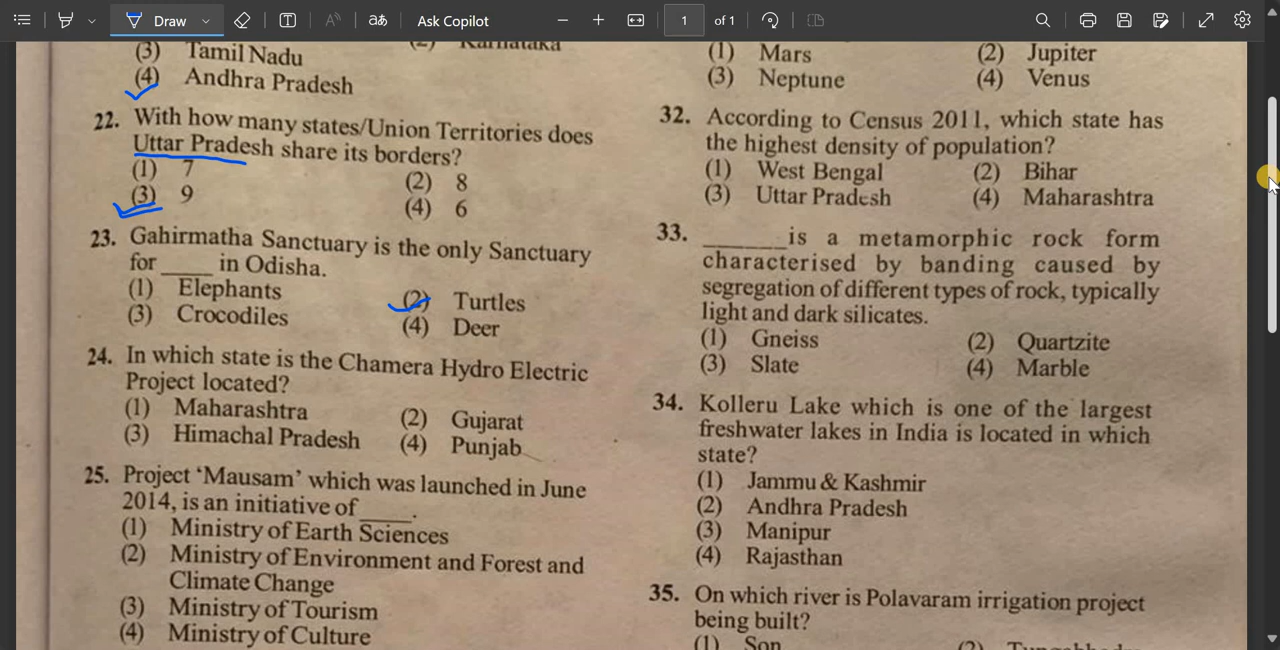 Draw
Ask Copilot
1 of 1
(3) Tamil Nadu
(2) Karnataka
(4) Andhra Pradesh
22. With how many states/Union Territories does
Uttar Pradesh share its borders?
(1) 7
(2) 8
(3) 9
(4) 6
23. Gahirmatha Sanctuary is the only Sanctuary
for ____ in Odisha.
(1) Elephants
(2) Turtles
(3) Crocodiles
(4) Deer
24. In which state is the Chamera Hydro Electric
Project located?
(1) Maharashtra
(2) Gujarat
(3) Himachal Pradesh
(4) Punjab
25. Project ‘Mausam’ which was launched in June
2014, is an initiative of ____.
(1) Ministry of Earth Sciences
(2) Ministry of Environment and Forest and
Climate Change
(3) Ministry of Tourism
(4) Ministry of Culture
(1) Mars
(2) Jupiter
(3) Neptune
(4) Venus
32. According to Census 2011, which state has
the highest density of population?
(1) West Bengal
(2) Bihar
(3) Uttar Pradesh
(4) Maharashtra
33. ______is a metamorphic rock form
characterised by banding caused by
segregation of different types of rock, typically
light and dark silicates.
(1) Gneiss
(2) Quartzite
(3) Slate
(4) Marble
34. Kolleru Lake which is one of the largest
freshwater lakes in India is located in which
state?
(1) Jammu & Kashmir
(2) Andhra Pradesh
(3) Manipur
(4) Rajasthan
35. On which river is Polavaram irrigation project
being built?
(1) Son
(2) Tungabhadra